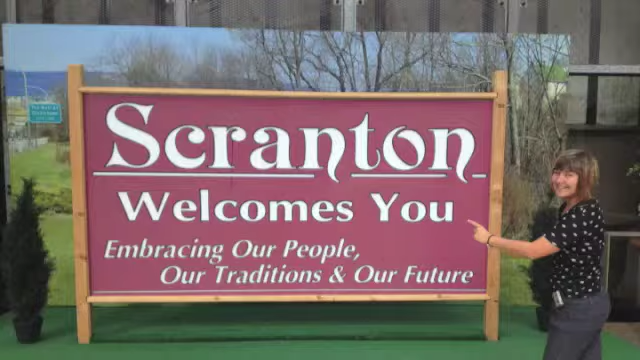 Scranton
Welcomes You
Embracing Our People,
Our Traditions & Our Future